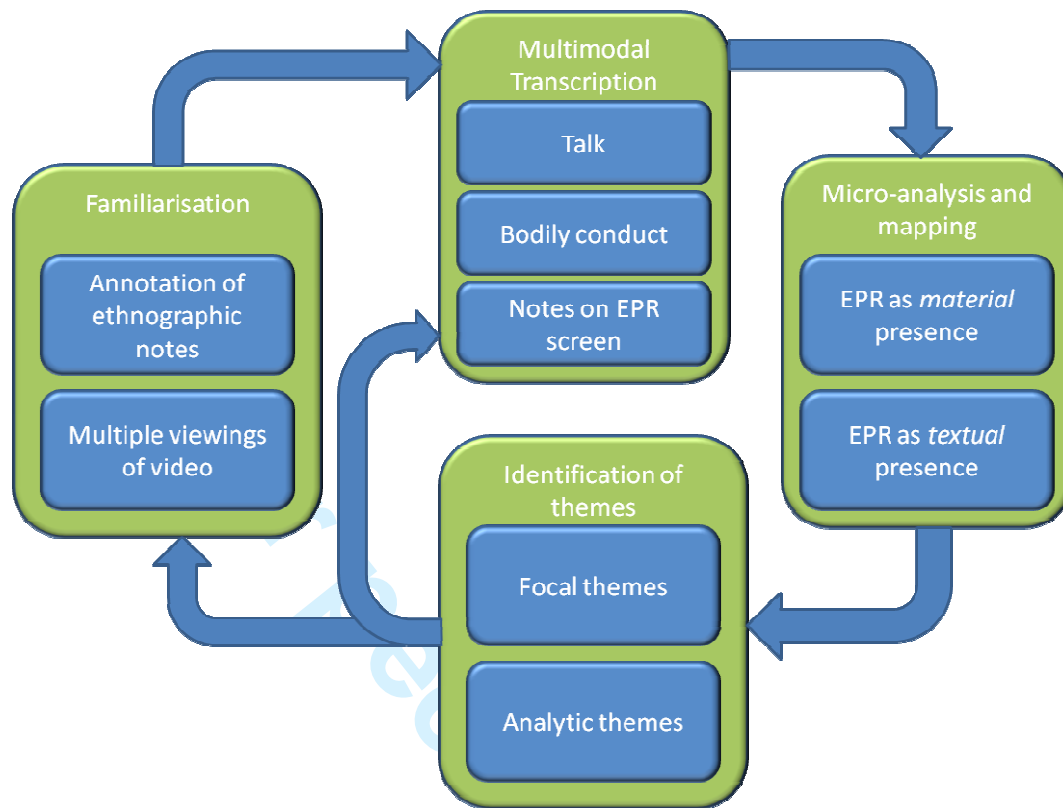 Familiarisation
Annotation of
ethnographic
notes
Multiple viewings
of video
Multimodal
Transcription
Talk
Bodily conduct
Notes on EPR
screen
Micro-analysis and
mapping
EPR as material
presence
EPR as textual
presence
Identification of
themes
Focal themes
Analytic themes